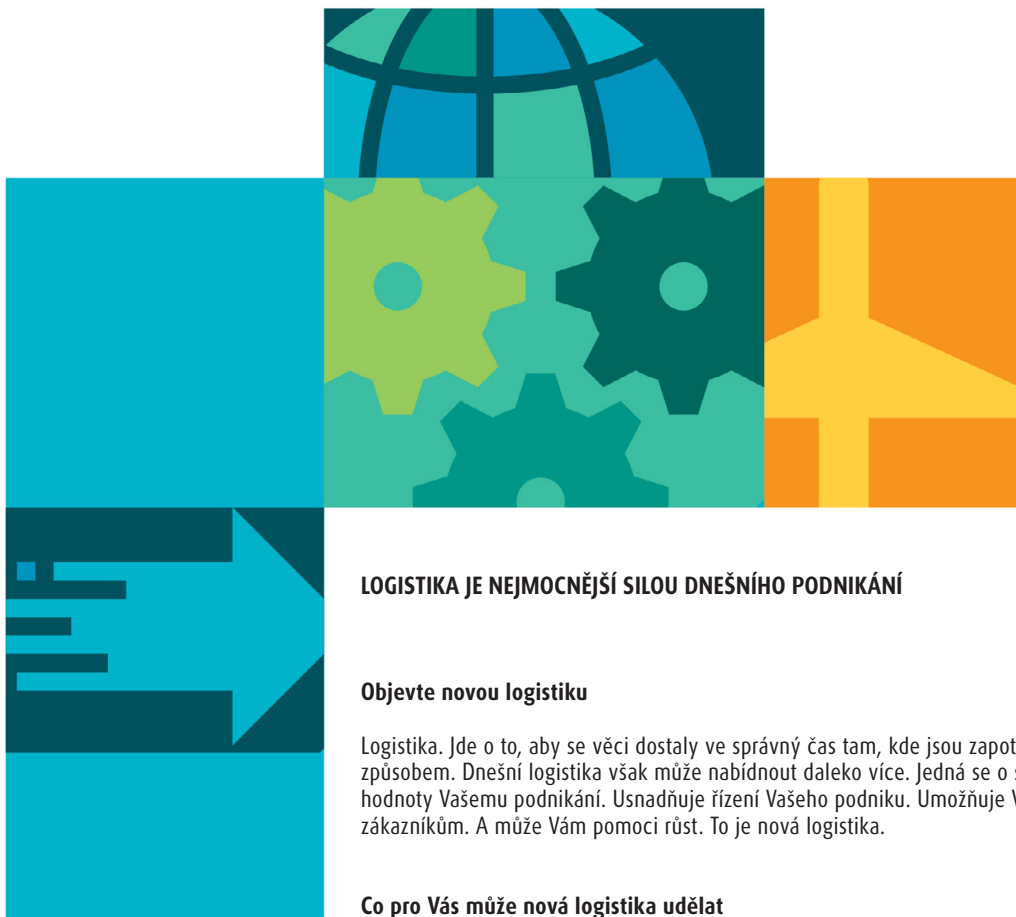 LOGISTIKA JE NEJMOCNĚJŠÍ SILOU DNEŠNÍHO PODNIKÁNÍ
Objevte novou logistiku
Logistika. Jde o to, aby se věci dostaly ve správný čas tam, kde jsou
způsobem. Dnešní logistika však může nabídnout daleko více. Jedná se o
hodnoty Vašemu podnikání. Usnadňuje řízení Vašeho podniku. Umožňuje
zákazníkům. A může Vám pomoci růst. To je nová logistika.
Co pro Vás může nová logistika udělat